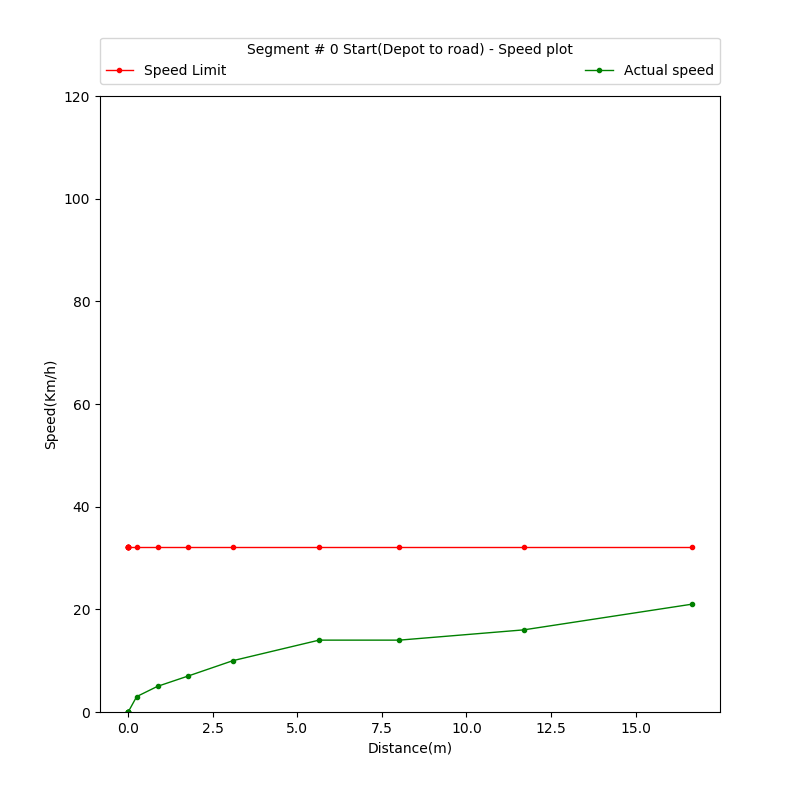 Segment # 0 Start(Depot to road) - Speed plot
Speed Limit
Actual speed
120
100
80
60
40
20
0
Speed(Km/h)
0.0
2.5
5.0
7.5
10.0
12.5
15.0
Distance(m)